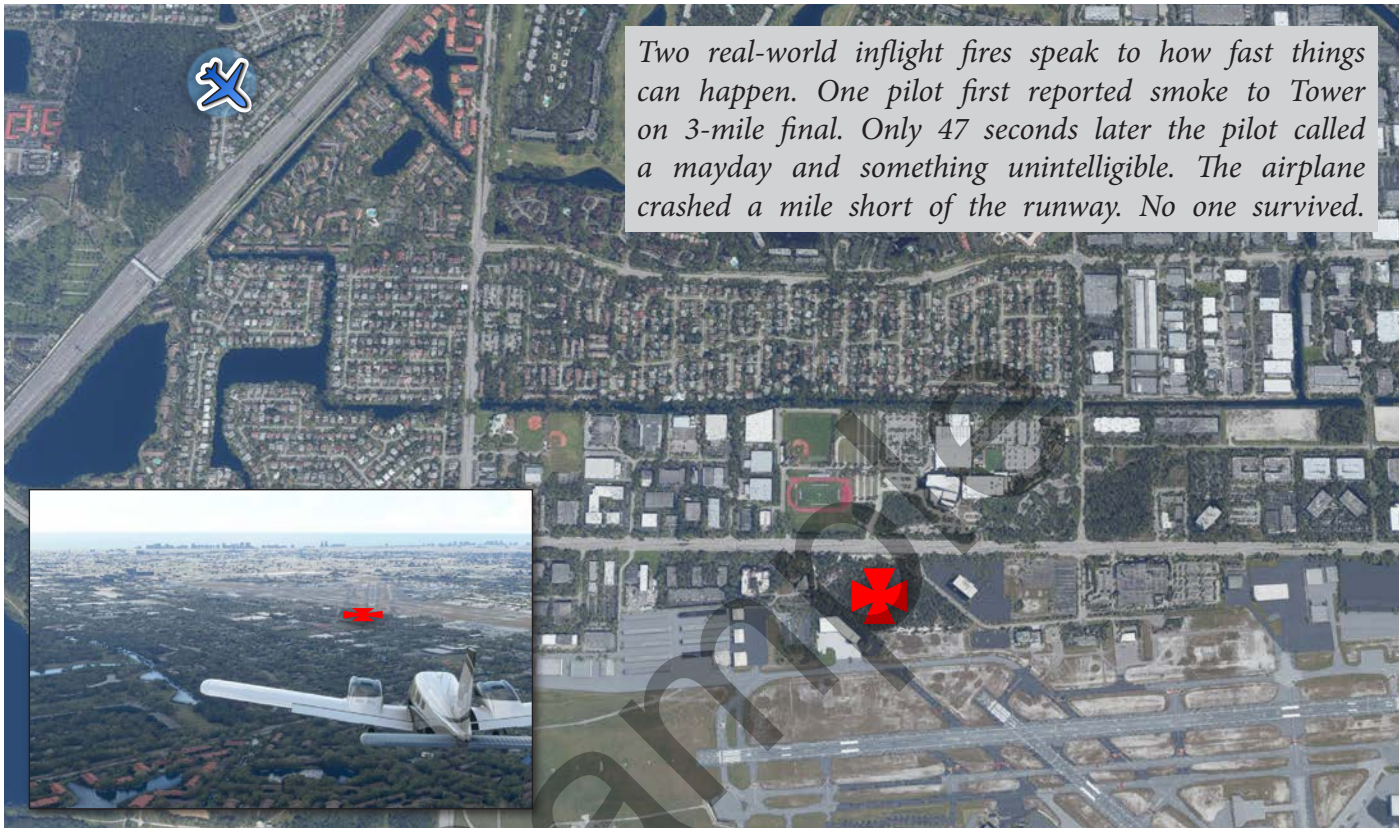 Two real-world inflight fires speak to how fast things
can happen. One pilot first reported smoke to Tower
on 3-mile final. Only 47 seconds later the pilot called
a mayday and something unintelligible. The airplane
crashed a mile short of the runway. No one survived.
ample